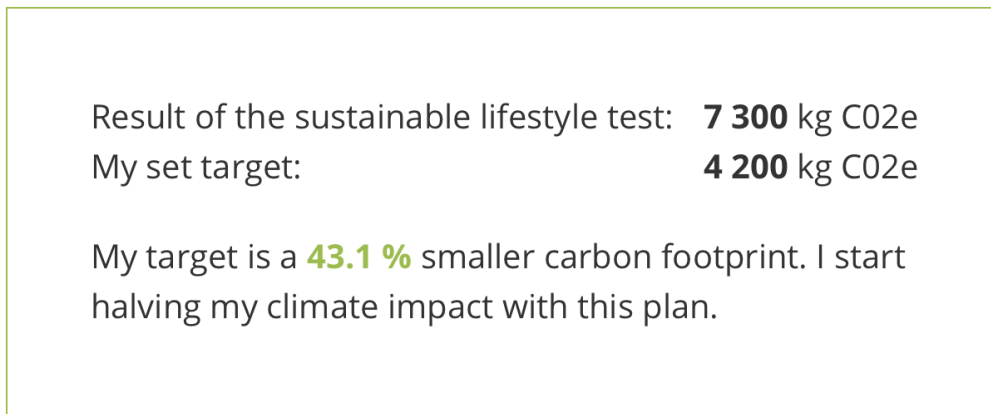 Result of the sustainable lifestyle test: 7 300 kg C02e
My set target: 4 200 kg C02e
My target is a 43.1 % smaller carbon footprint. I start
halving my climate impact with this plan.